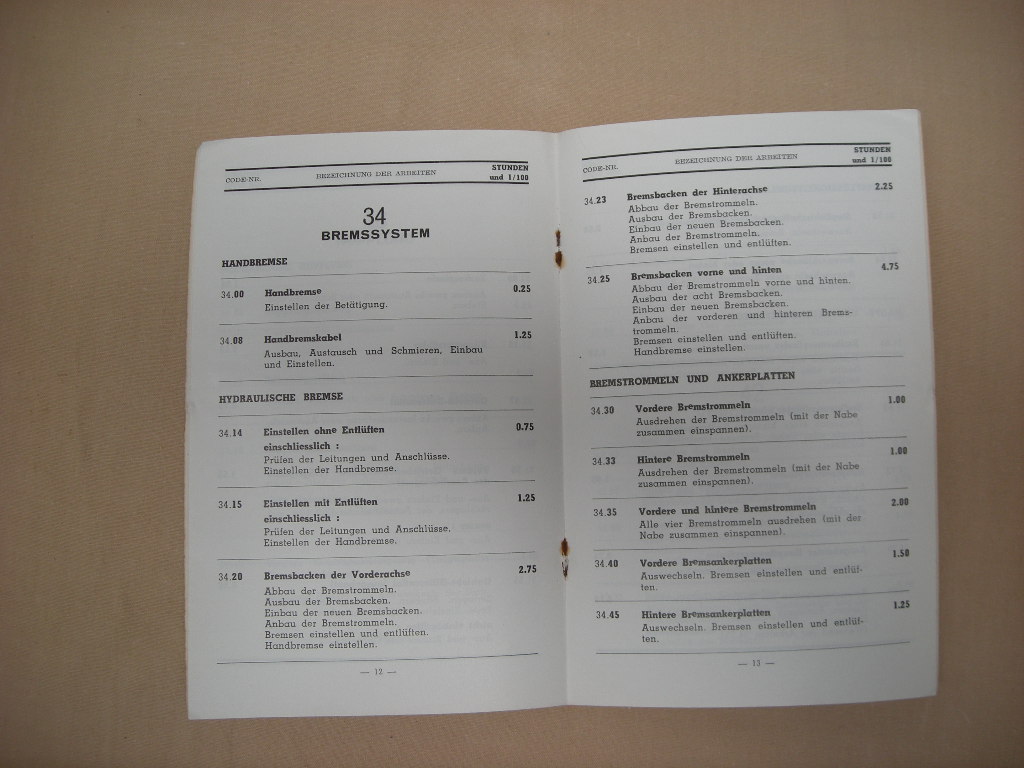 CODE-NR. BEZEICHNUNG DER ARBEITEN STUNDEN
und 1/100
34
BREMSSYSTEM
HANDBREMSE
34.00 Handbremse 0.25
Einstellen der Betätigung.
34.08 Handbremskabel 1.25
Ausbau, Austausch und Schmieren, Einbau
und Einstellen.
HYDRAULISCHE BREMSE
34.14 Einstellen ohne Entlüften 0.75
einschliesslich :
Prüfen der Leitungen und Anschlüsse.
Einstellen der Handbremse.
34.15 Einstellen mit Entlüften 1.25
einschliesslich :
Prüfen der Leitungen und Anschlüsse.
Einstellen der Handbremse.
34.20 Bremsbacken der Vorderachse 2.75
Abbau der Bremstrommeln.
Ausbau der Bremsbacken.
Einbau der neuen Bremsbacken.
Anbau der Bremstrommeln.
Bremsen einstellen und entlüften.
Handbremse einstellen.
— 12 —
CODE-NR. BEZEICHNUNG DER ARBEITEN STUNDEN
und 1/100
34.23 Bremsbacken der Hinterachse 2.25
Abbau der Bremstrommeln.
Ausbau der Bremsbacken.
Einbau der neuen Bremsbacken.
Anbau der Bremstrommeln.
Bremsen einstellen und entlüften.
34.25 Bremsbacken vorne und hinten 4.75
Abbau der Bremstrommeln vorne und hinten.
Ausbau der acht Bremsbacken.
Einbau der neuen Bremsbacken.
Anbau der vorderen und hinteren Brems-
trommeln.
Bremsen einstellen und entlüften.
Handbremse einstellen.
BREMSTROMMELN UND ANKERPLATTEN
34.30 Vordere Bremstrommeln 1.00
Ausdrehen der Bremstrommeln (mit der Nabe
zusammen einspannen).
34.33 Hintere Bremstrommeln 1.00
Ausdrehen der Bremstrommeln (mit der Nabe
zusammen einspannen).
34.35 Vordere und hintere Bremstrommeln 2.00
Alle vier Bremstrommeln ausdrehen (mit der
Nabe zusammen einspannen).
34.40 Vordere Bremsankerplatten 1.50
Auswechseln. Bremsen einstellen und entlüf-
ten.
34.45 Hintere Bremsankerplatten 1.25
Auswechseln. Bremsen einstellen und entlüf-
ten.
— 13 —